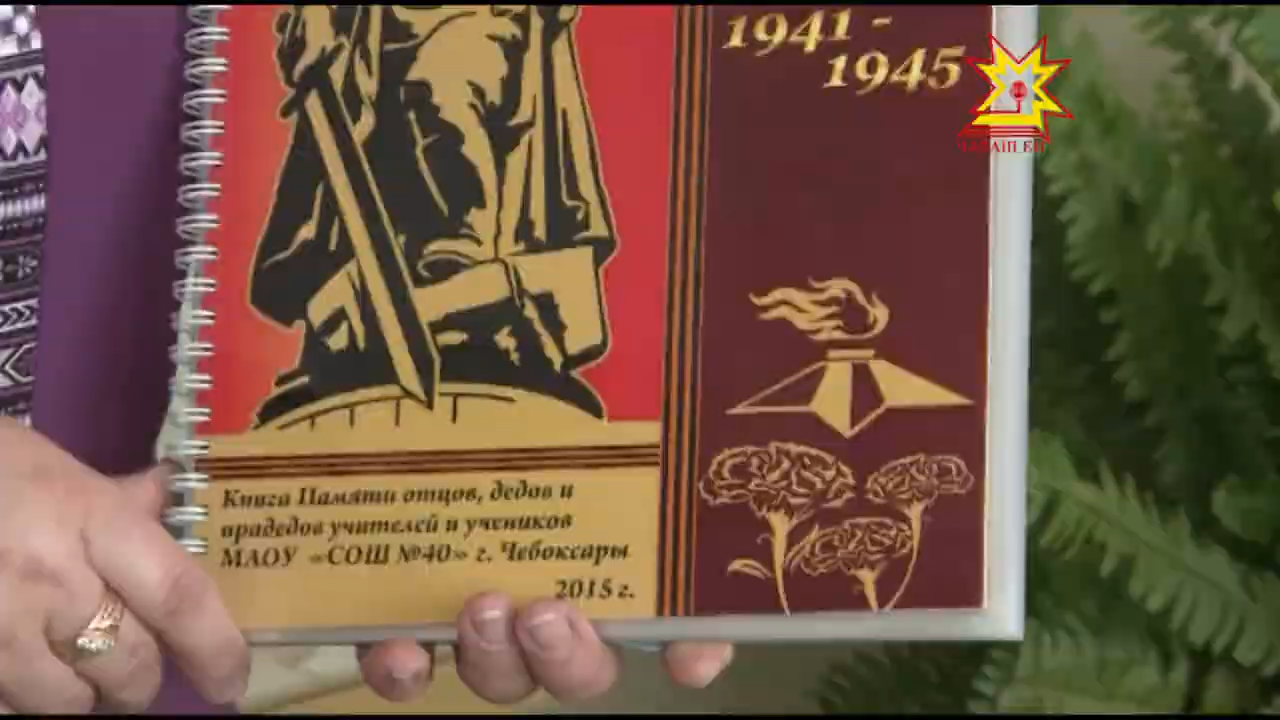 1941 -
1945
Книга Памяти отцов, дедов и
прадедов учителей и учеников
МАОУ «СОШ №40» г. Чебоксары
2015 г.